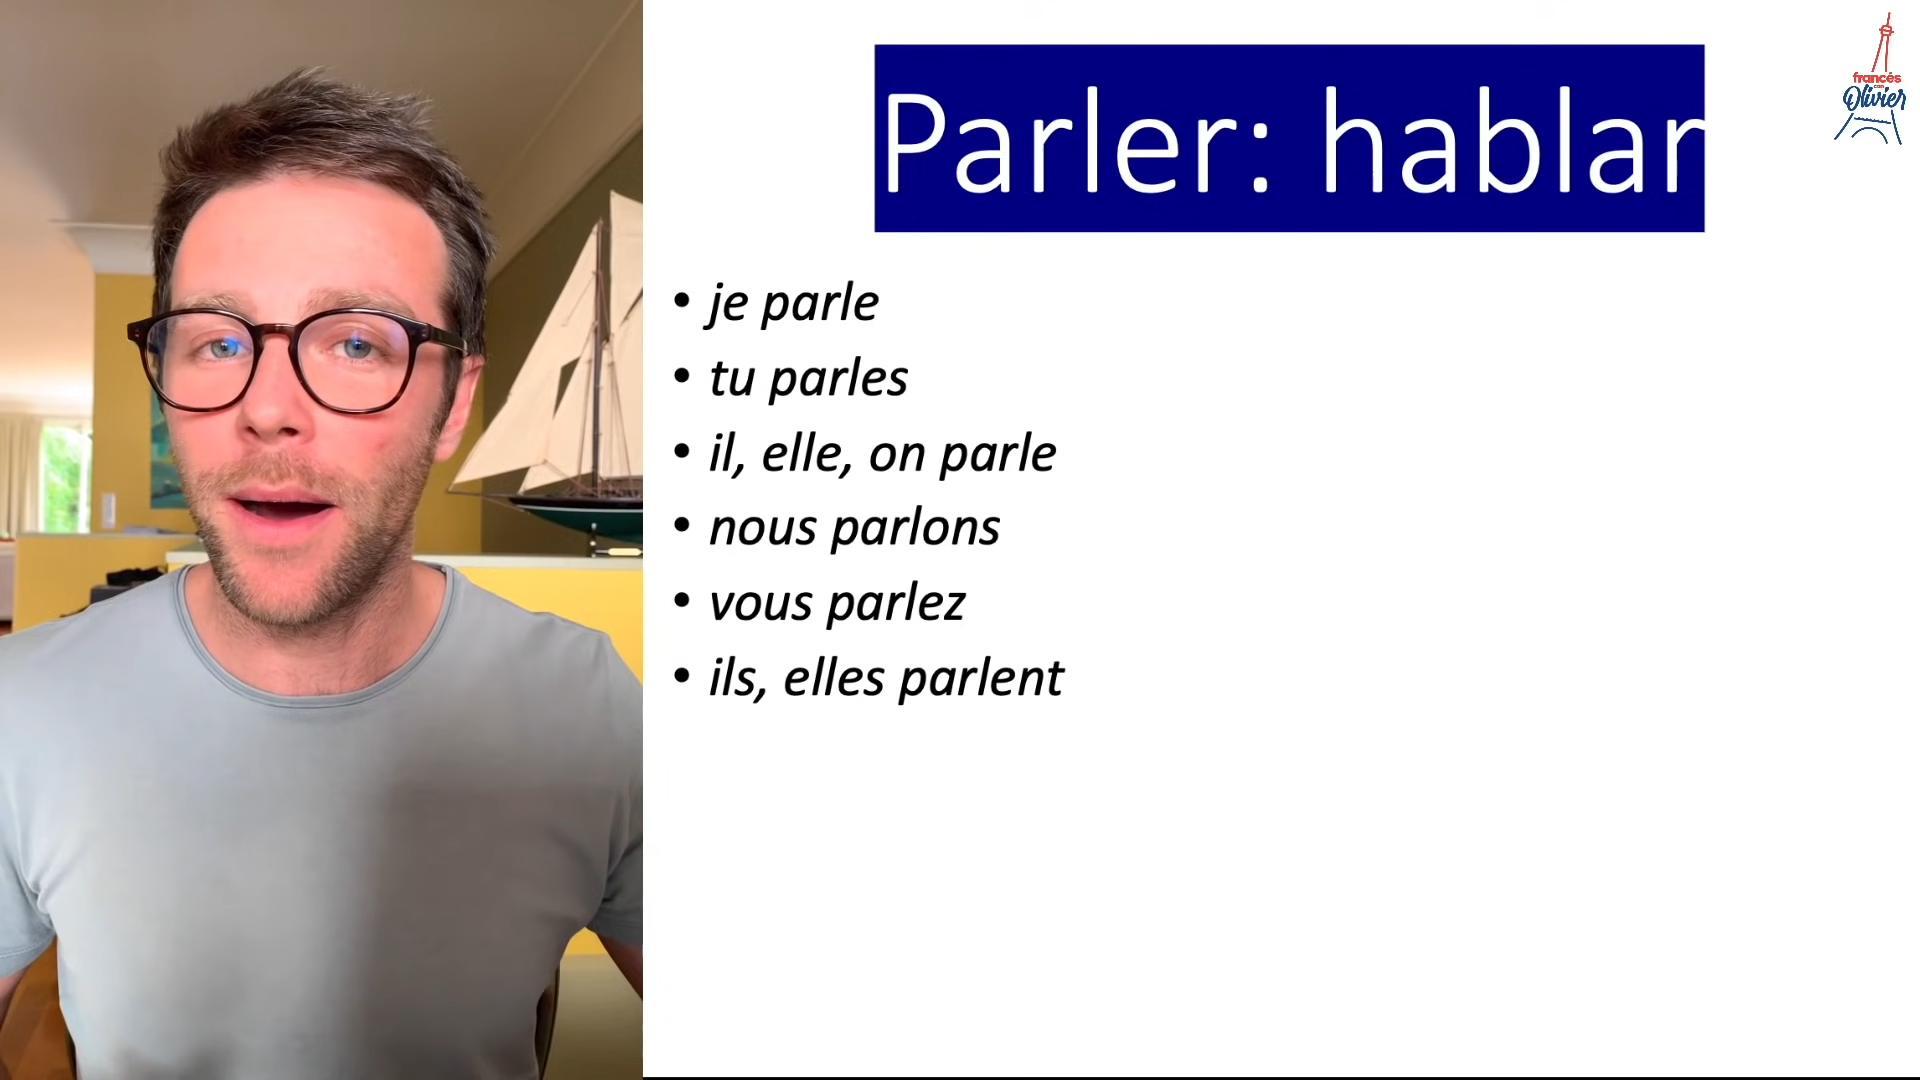 Parler: hablar
francés
con
Olivier
• je parle
• tu parles
• il, elle, on parle
• nous parlons
• vous parlez
• ils, elles parlent